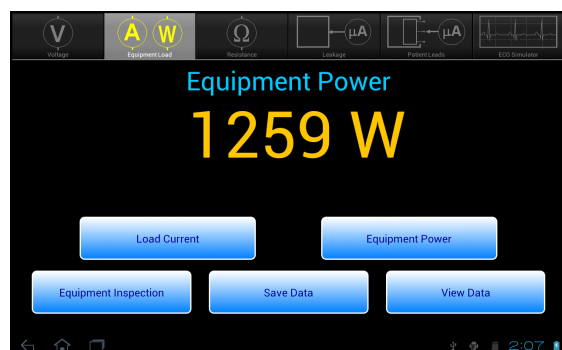 V
A W
Ω
µA
µA
Voltage
Equipment Load
Resistance
Leakage
Patient Leads
ECG Simulator
Equipment Power
1259 W
Load Current
Equipment Power
Equipment Inspection
Save Data
View Data
2:07